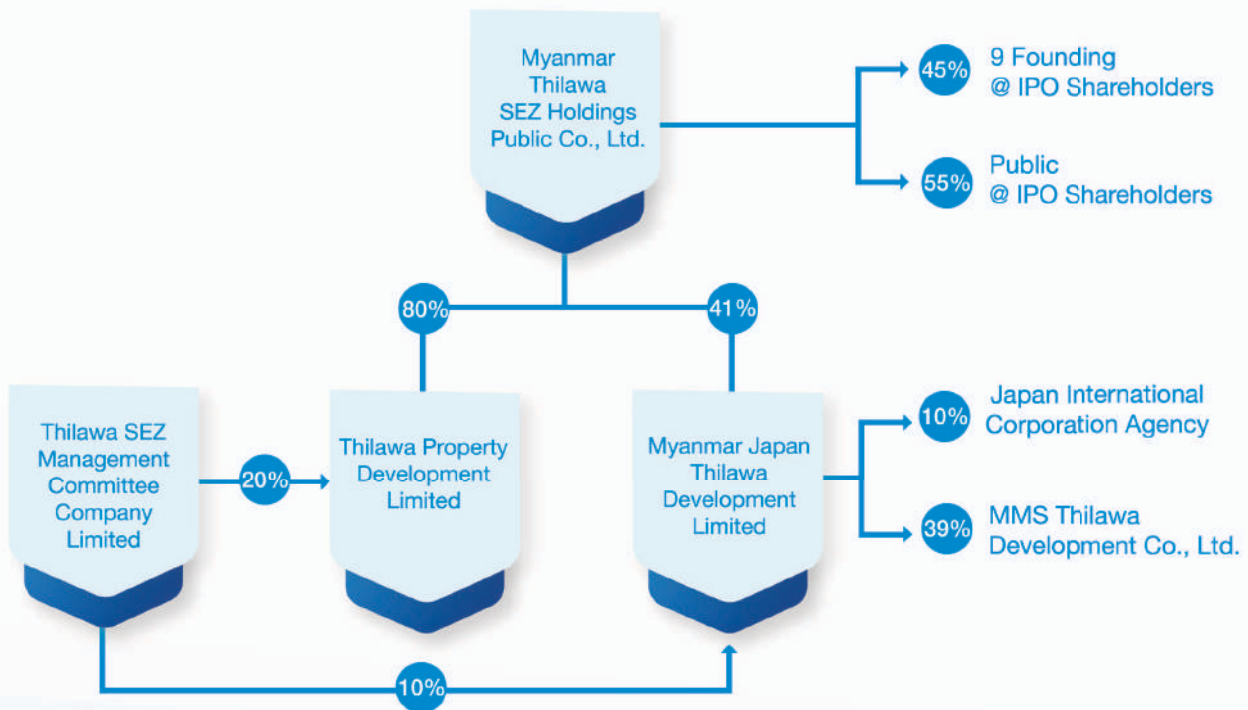 Myanmar
Thilawa
SEZ Holdings
Public Co., Ltd.
45%
9 Founding
@ IPO Shareholders
55%
Public
@ IPO Shareholders
80%
41%
Thilawa SEZ
Management
Committee
Company
Limited
20%
Thilawa Property
Development
Limited
Myanmar Japan
Thilawa
Development
Limited
10%
Japan International
Corporation Agency
39%
MMS Thilawa
Development Co., Ltd.
10%